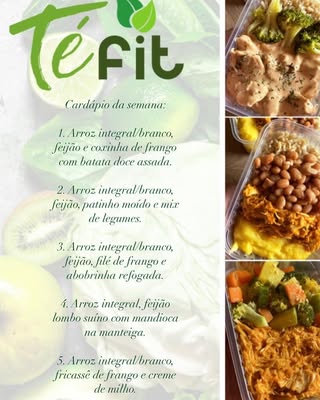 Té fit
Cardápio da semana:
1. Arroz integral/branco,
feijão e coxinha de frango
com batata doce assada.
2. Arroz integral/branco,
feijão, patinho moído e mix
de legumes.
3. Arroz integral/branco,
feijão, filé de frango e
abobrinha refogada.
4. Arroz integral, feijão
lombo suíno com mandioca
na manteiga.
5. Arroz integral/branco,
fricassê de frango e creme
de milho.